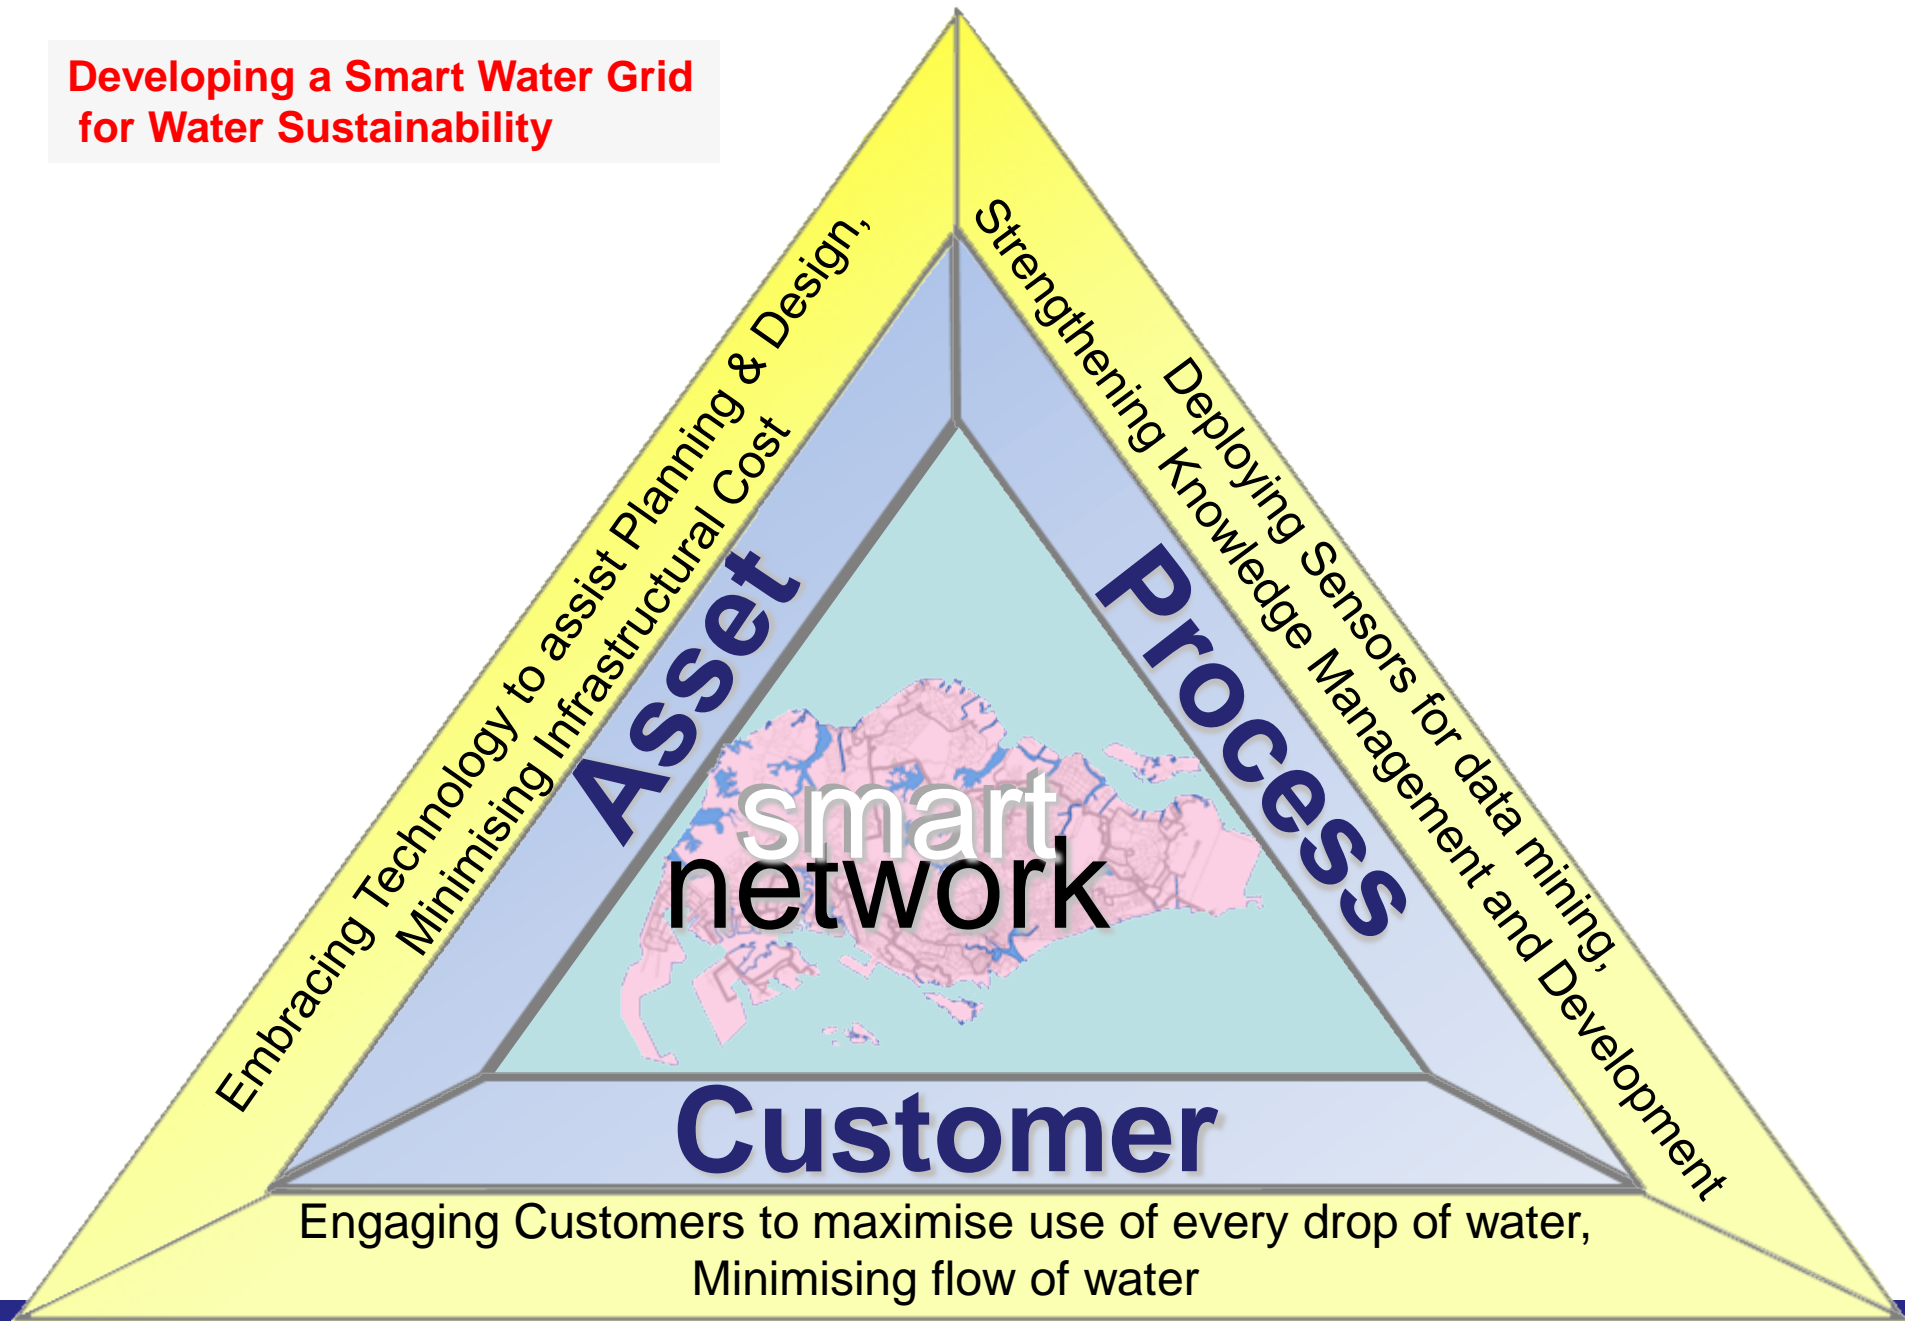 Developing a Smart Water Grid
for Water Sustainability
Embracing Technology to assist Planning & Design,
Minimising Infrastructural Cost
Asset
Deploying Sensors for data mining,
Strengthening Knowledge Management and Development
Process
smart
network
Customer
Engaging Customers to maximise use of every drop of water,
Minimising flow of water